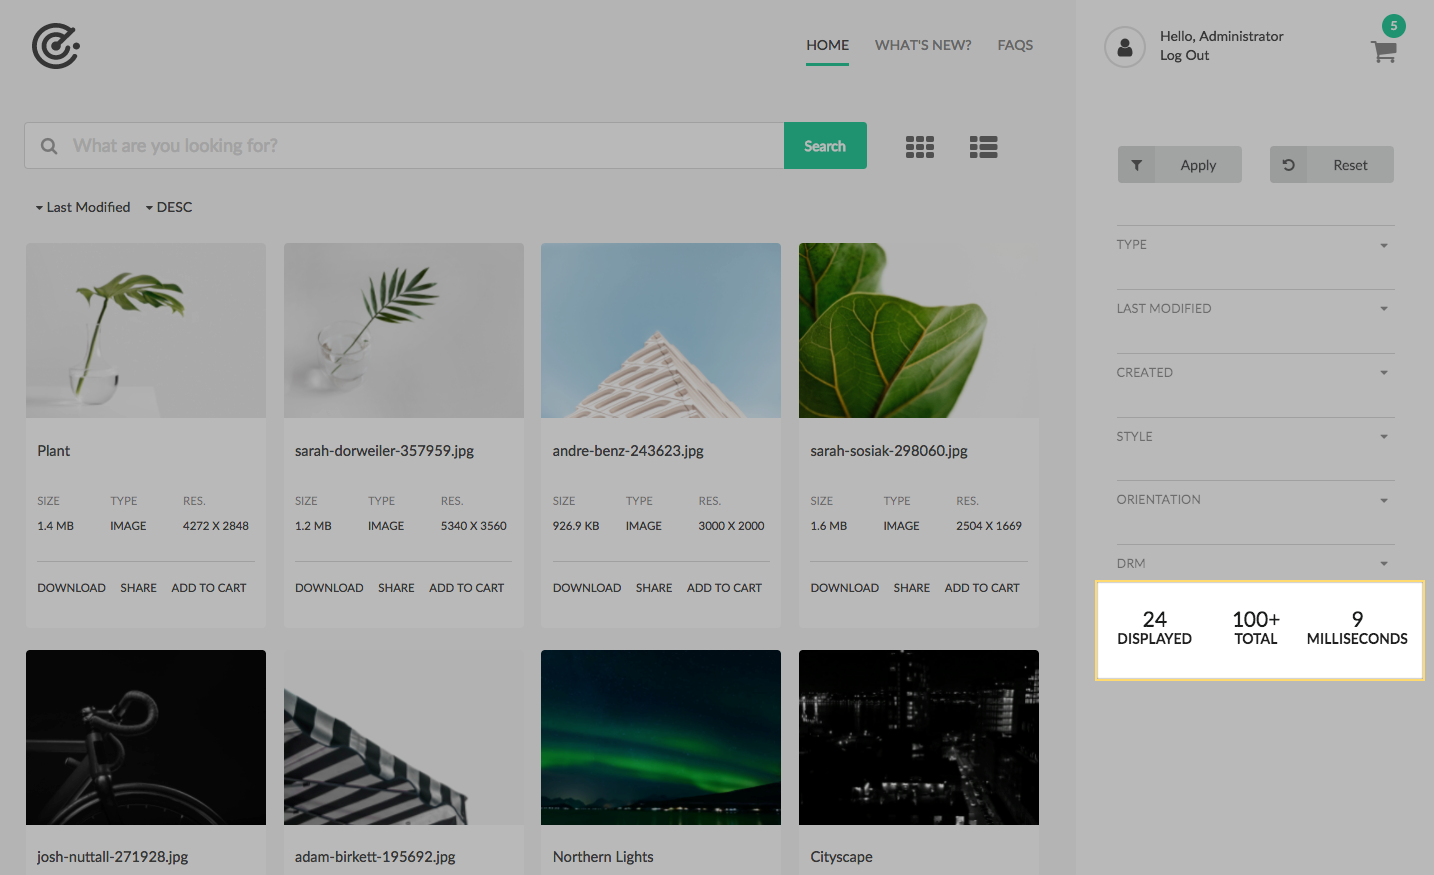 HOME WHAT'S NEW? FAQS
Hello, Administrator
Log Out
5
What are you looking for?
Search
Apply
Reset
Last Modified DESC
TYPE
LAST MODIFIED
CREATED
STYLE
ORIENTATION
DRM
24 100+ 9
DISPLAYED TOTAL MILLISECONDS
Plant
SIZE TYPE RES.
1.4 MB IMAGE 4272 X 2848
DOWNLOAD SHARE ADD TO CART
sarah-dorweiler-357959.jpg
SIZE TYPE RES.
1.2 MB IMAGE 5340 X 3560
DOWNLOAD SHARE ADD TO CART
andre-benz-243623.jpg
SIZE TYPE RES.
926.9 KB IMAGE 3000 X 2000
DOWNLOAD SHARE ADD TO CART
sarah-sosiak-298060.jpg
SIZE TYPE RES.
1.6 MB IMAGE 2504 X 1669
DOWNLOAD SHARE ADD TO CART
josh-nuttall-271928.jpg
adam-birkett-195692.jpg
Northern Lights
Cityscape